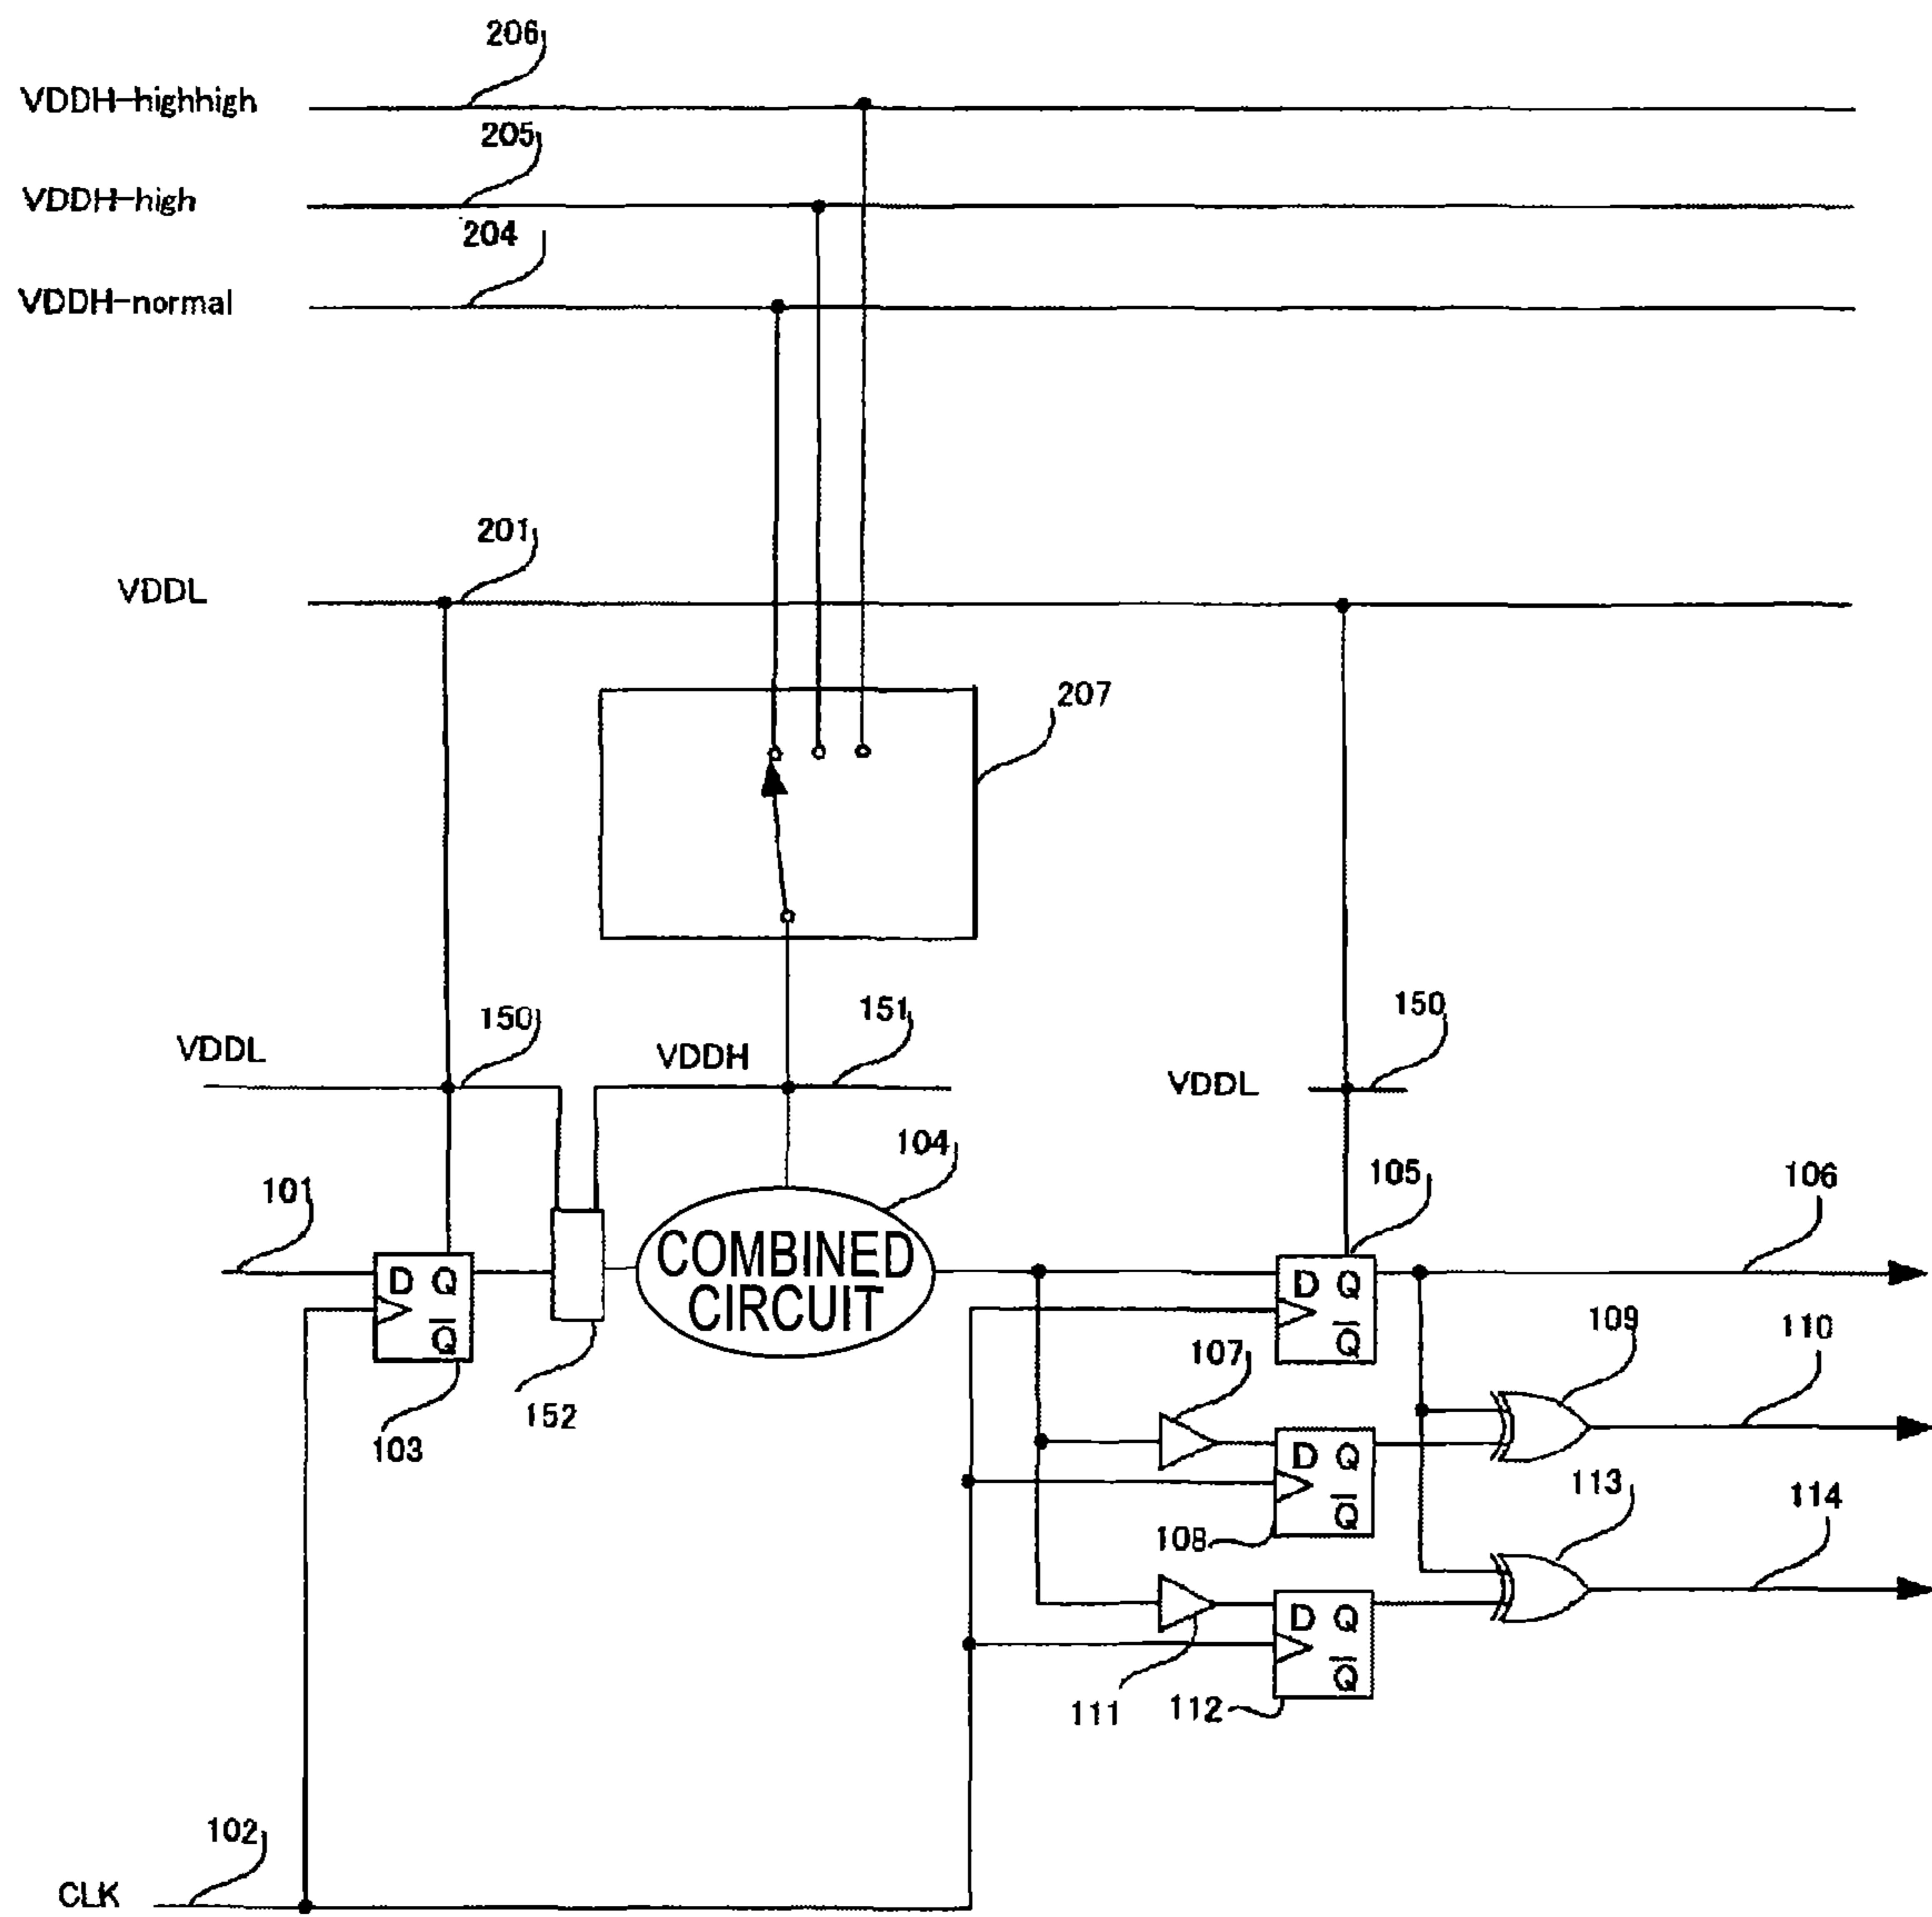 206
VDDH-highhigh
205
VDDH-high
204
VDDH-normal
201
VDDL
207
150
151
150
VDDL
VDDH
VDDL
104
101
105
106
COMBINED
CIRCUIT
D Q
Q̅
D Q
Q̅
152
103
107
109
110
D Q
Q̅
108
113
114
D Q
Q̅
111
112
102
CLK